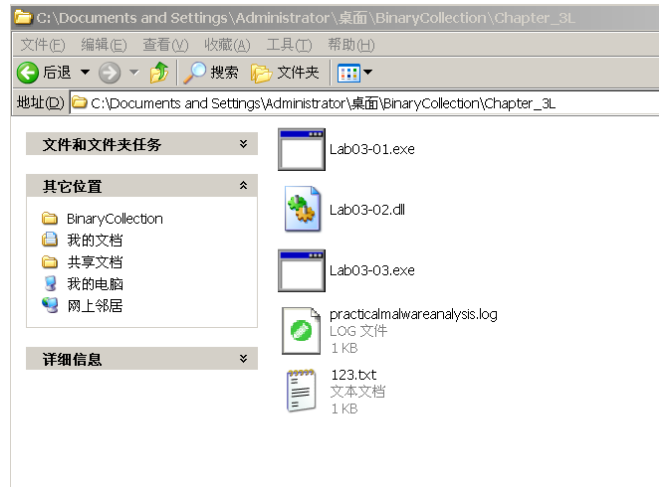 C:\Documents and Settings\Administrator\桌面\BinaryCollection\Chapter_3L
文件(F) 编辑(E) 查看(V) 收藏(A) 工具(T) 帮助(H)
后退 搜索 文件夹
地址(D) C:\Documents and Settings\Administrator\桌面\BinaryCollection\Chapter_3L
文件和文件夹任务
其它位置
BinaryCollection
我的文档
共享文档
我的电脑
网上邻居
详细信息
Lab03-01.exe
Lab03-02.dll
Lab03-03.exe
practicalmalwareanalysis.log
LOG 文件
1 KB
123.txt
文本文档
1 KB